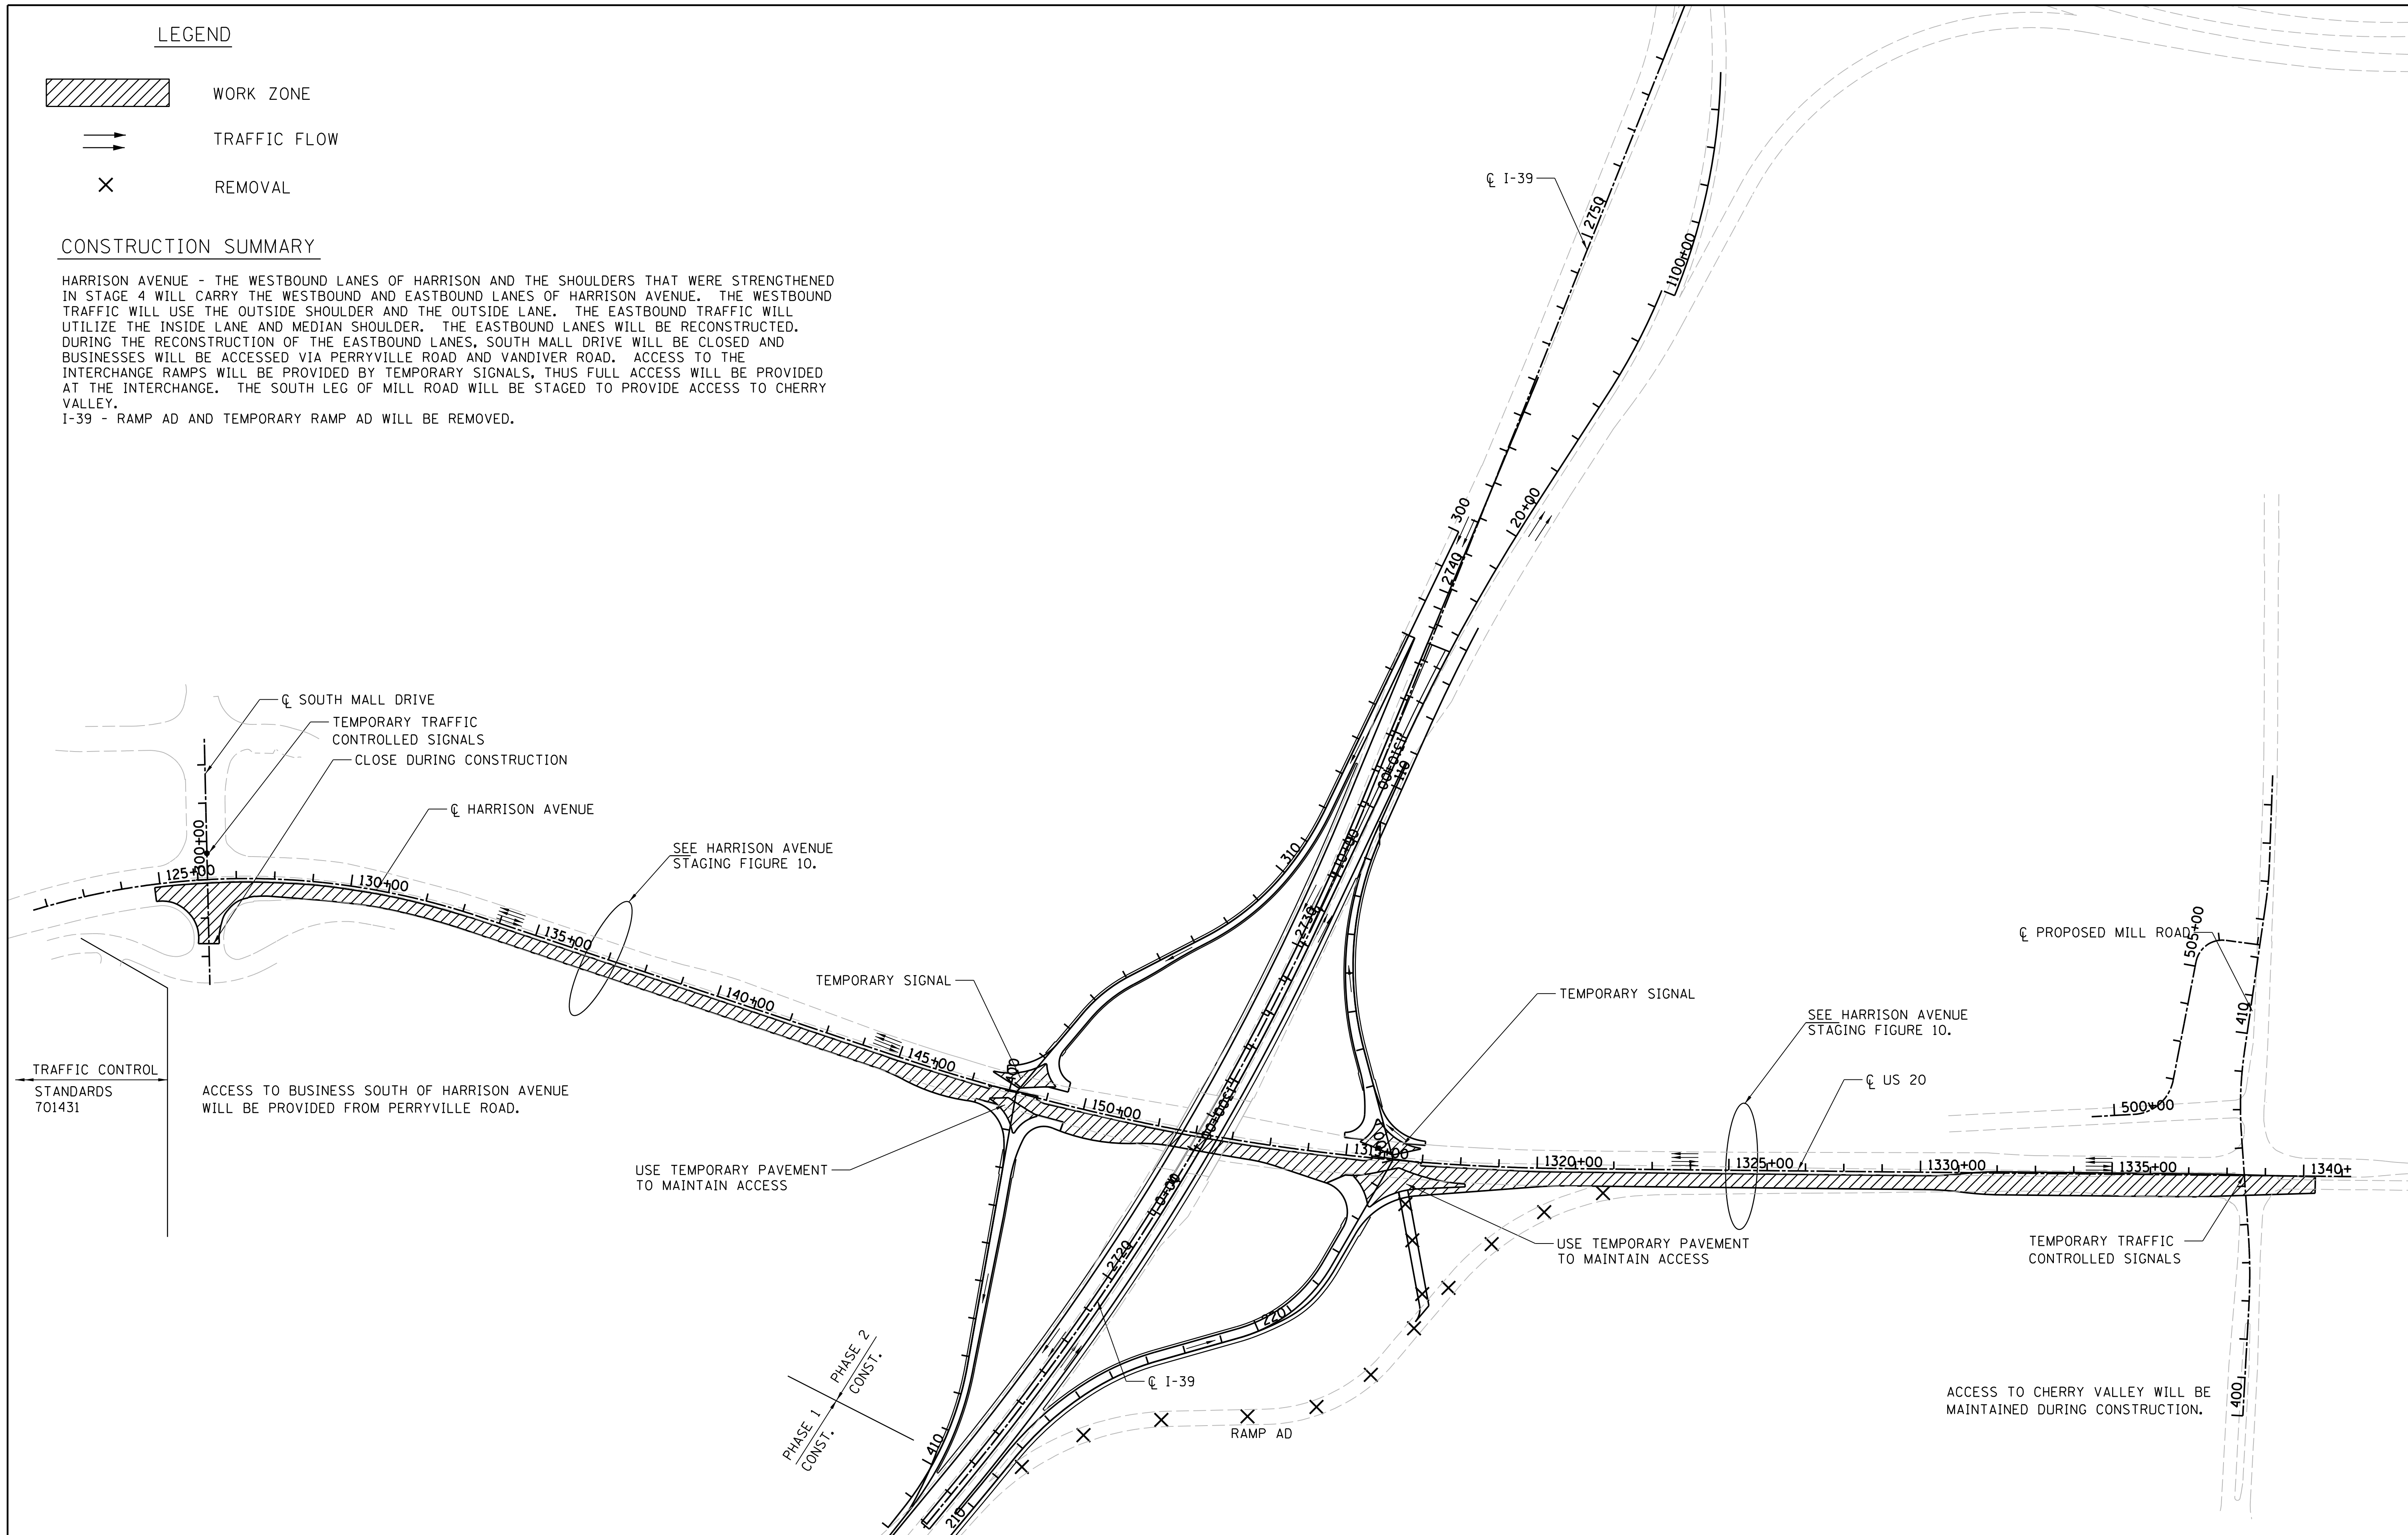 LEGEND
WORK ZONE
TRAFFIC FLOW
REMOVAL
CONSTRUCTION SUMMARY
HARRISON AVENUE - THE WESTBOUND LANES OF HARRISON AND THE SHOULDERS THAT WERE STRENGTHENED
IN STAGE 4 WILL CARRY THE WESTBOUND AND EASTBOUND LANES OF HARRISON AVENUE. THE WESTBOUND
TRAFFIC WILL USE THE OUTSIDE SHOULDER AND THE OUTSIDE LANE. THE EASTBOUND TRAFFIC WILL
UTILIZE THE INSIDE LANE AND MEDIAN SHOULDER. THE EASTBOUND LANES WILL BE RECONSTRUCTED.
DURING THE RECONSTRUCTION OF THE EASTBOUND LANES, SOUTH MALL DRIVE WILL BE CLOSED AND
BUSINESSES WILL BE ACCESSED VIA PERRYVILLE ROAD AND VANDIVER ROAD. ACCESS TO THE
INTERCHANGE RAMPS WILL BE PROVIDED BY TEMPORARY SIGNALS, THUS FULL ACCESS WILL BE PROVIDED
AT THE INTERCHANGE. THE SOUTH LEG OF MILL ROAD WILL BE STAGED TO PROVIDE ACCESS TO CHERRY
VALLEY.
I-39 - RAMP AD AND TEMPORARY RAMP AD WILL BE REMOVED.
℄ I-39
2750
1100+00
300
20+00
2740
℄ SOUTH MALL DRIVE
TEMPORARY TRAFFIC
CONTROLLED SIGNALS
CLOSE DURING CONSTRUCTION
℄ HARRISON AVENUE
1310+00
110
SEE HARRISON AVENUE
STAGING FIGURE 10.
310
125+00
130+00
135+00
2730
505+00
℄ PROPOSED MILL ROAD
TEMPORARY SIGNAL
TEMPORARY SIGNAL
140+00
SEE HARRISON AVENUE
STAGING FIGURE 10.
410
145+00
400
TRAFFIC CONTROL
STANDARDS
701431
ACCESS TO BUSINESS SOUTH OF HARRISON AVENUE
WILL BE PROVIDED FROM PERRYVILLE ROAD.
℄ US 20
150+00
1300+00
500+00
1320+00
1325+00
1330+00
1335+00
1340+
USE TEMPORARY PAVEMENT
TO MAINTAIN ACCESS
2720
USE TEMPORARY PAVEMENT
TO MAINTAIN ACCESS
TEMPORARY TRAFFIC
CONTROLLED SIGNALS
220
PHASE 2
CONST.
PHASE 1
CONST.
℄ I-39
ACCESS TO CHERRY VALLEY WILL BE
MAINTAINED DURING CONSTRUCTION.
400
RAMP AD
410
210